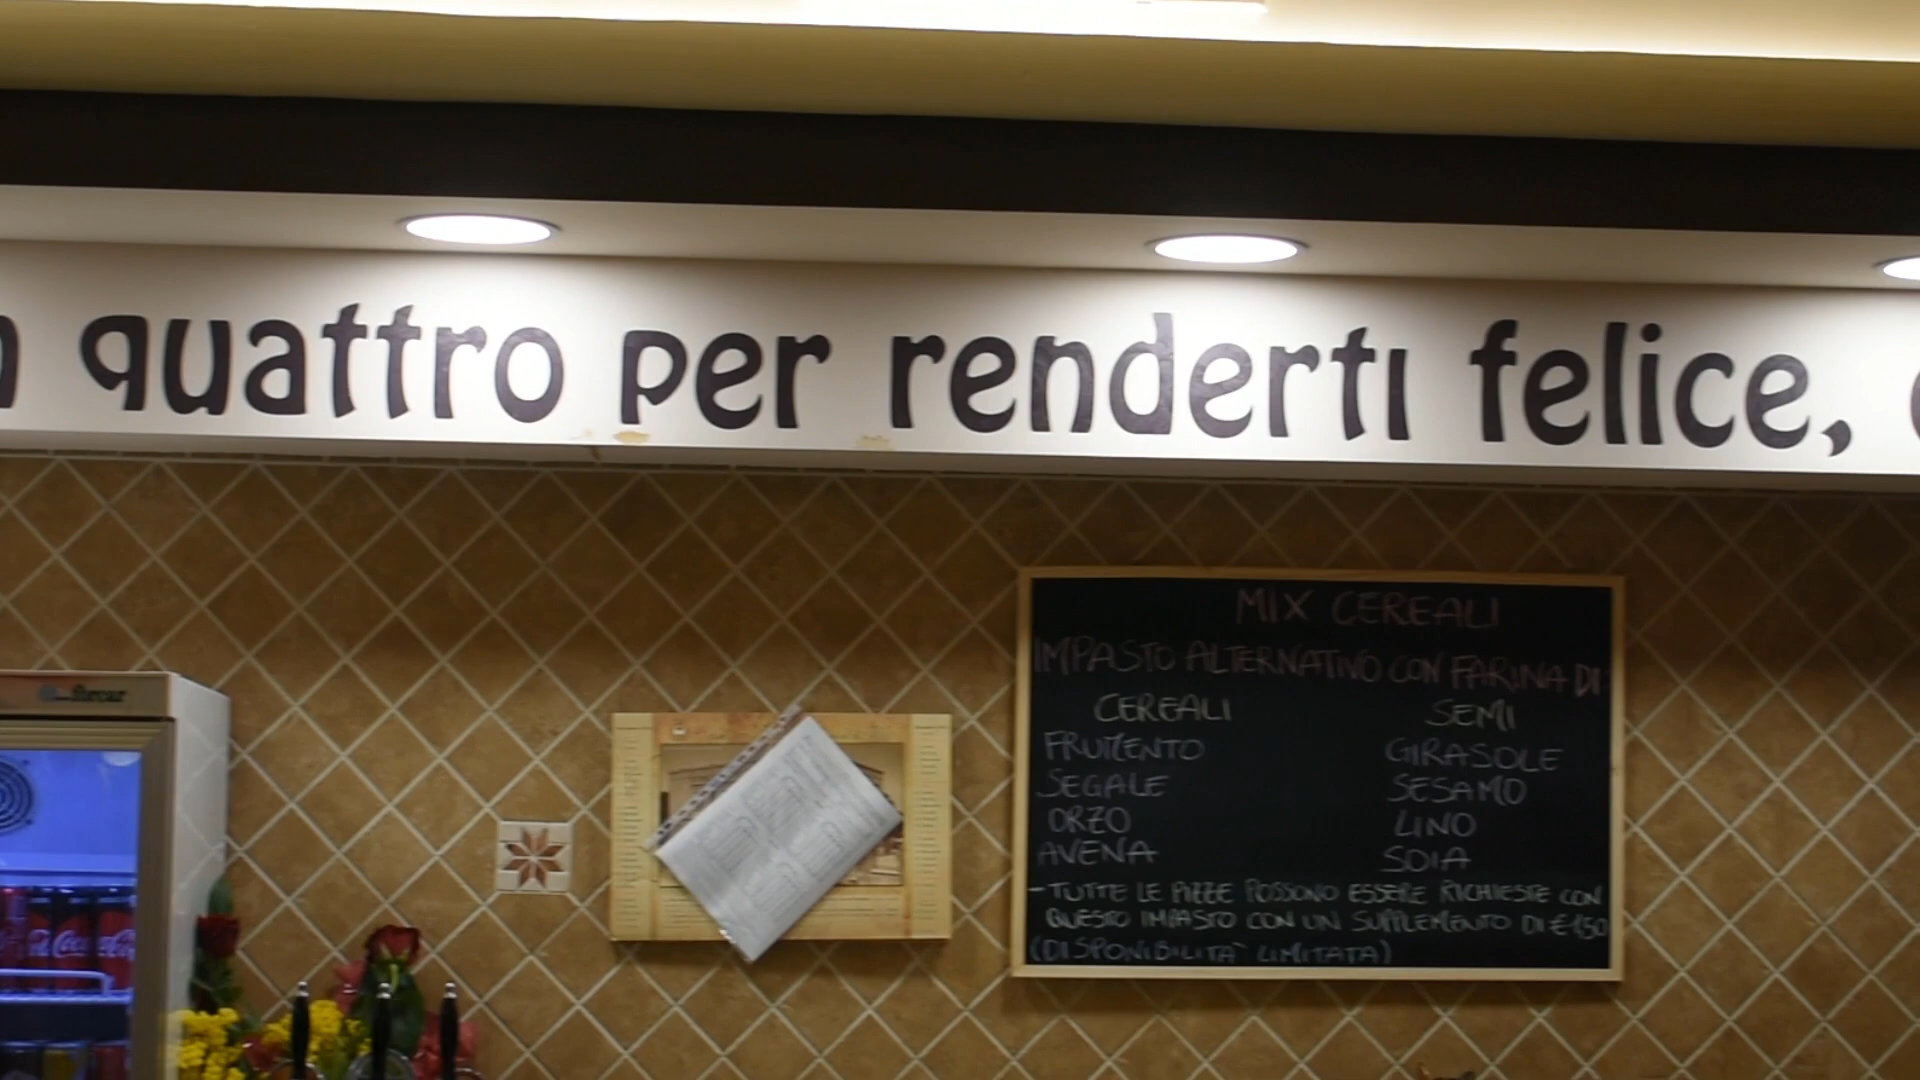 quattro per renderti felice,
MIX CEREALI
IMPASTO ALTERNATIVO CON FARINA DI:
CEREALI SEMI
FRUMENTO GIRASOLE
SEGALE SESAMO
ORZO LINO
AVENA SOIA
-TUTTE LE PIZZE POSSONO ESSERE RICHIESTE CON
QUESTO IMPASTO CON UN SUPPLEMENTO DI € 1,50
(DISPONIBILITA' LIMITATA)
Coca-Cola